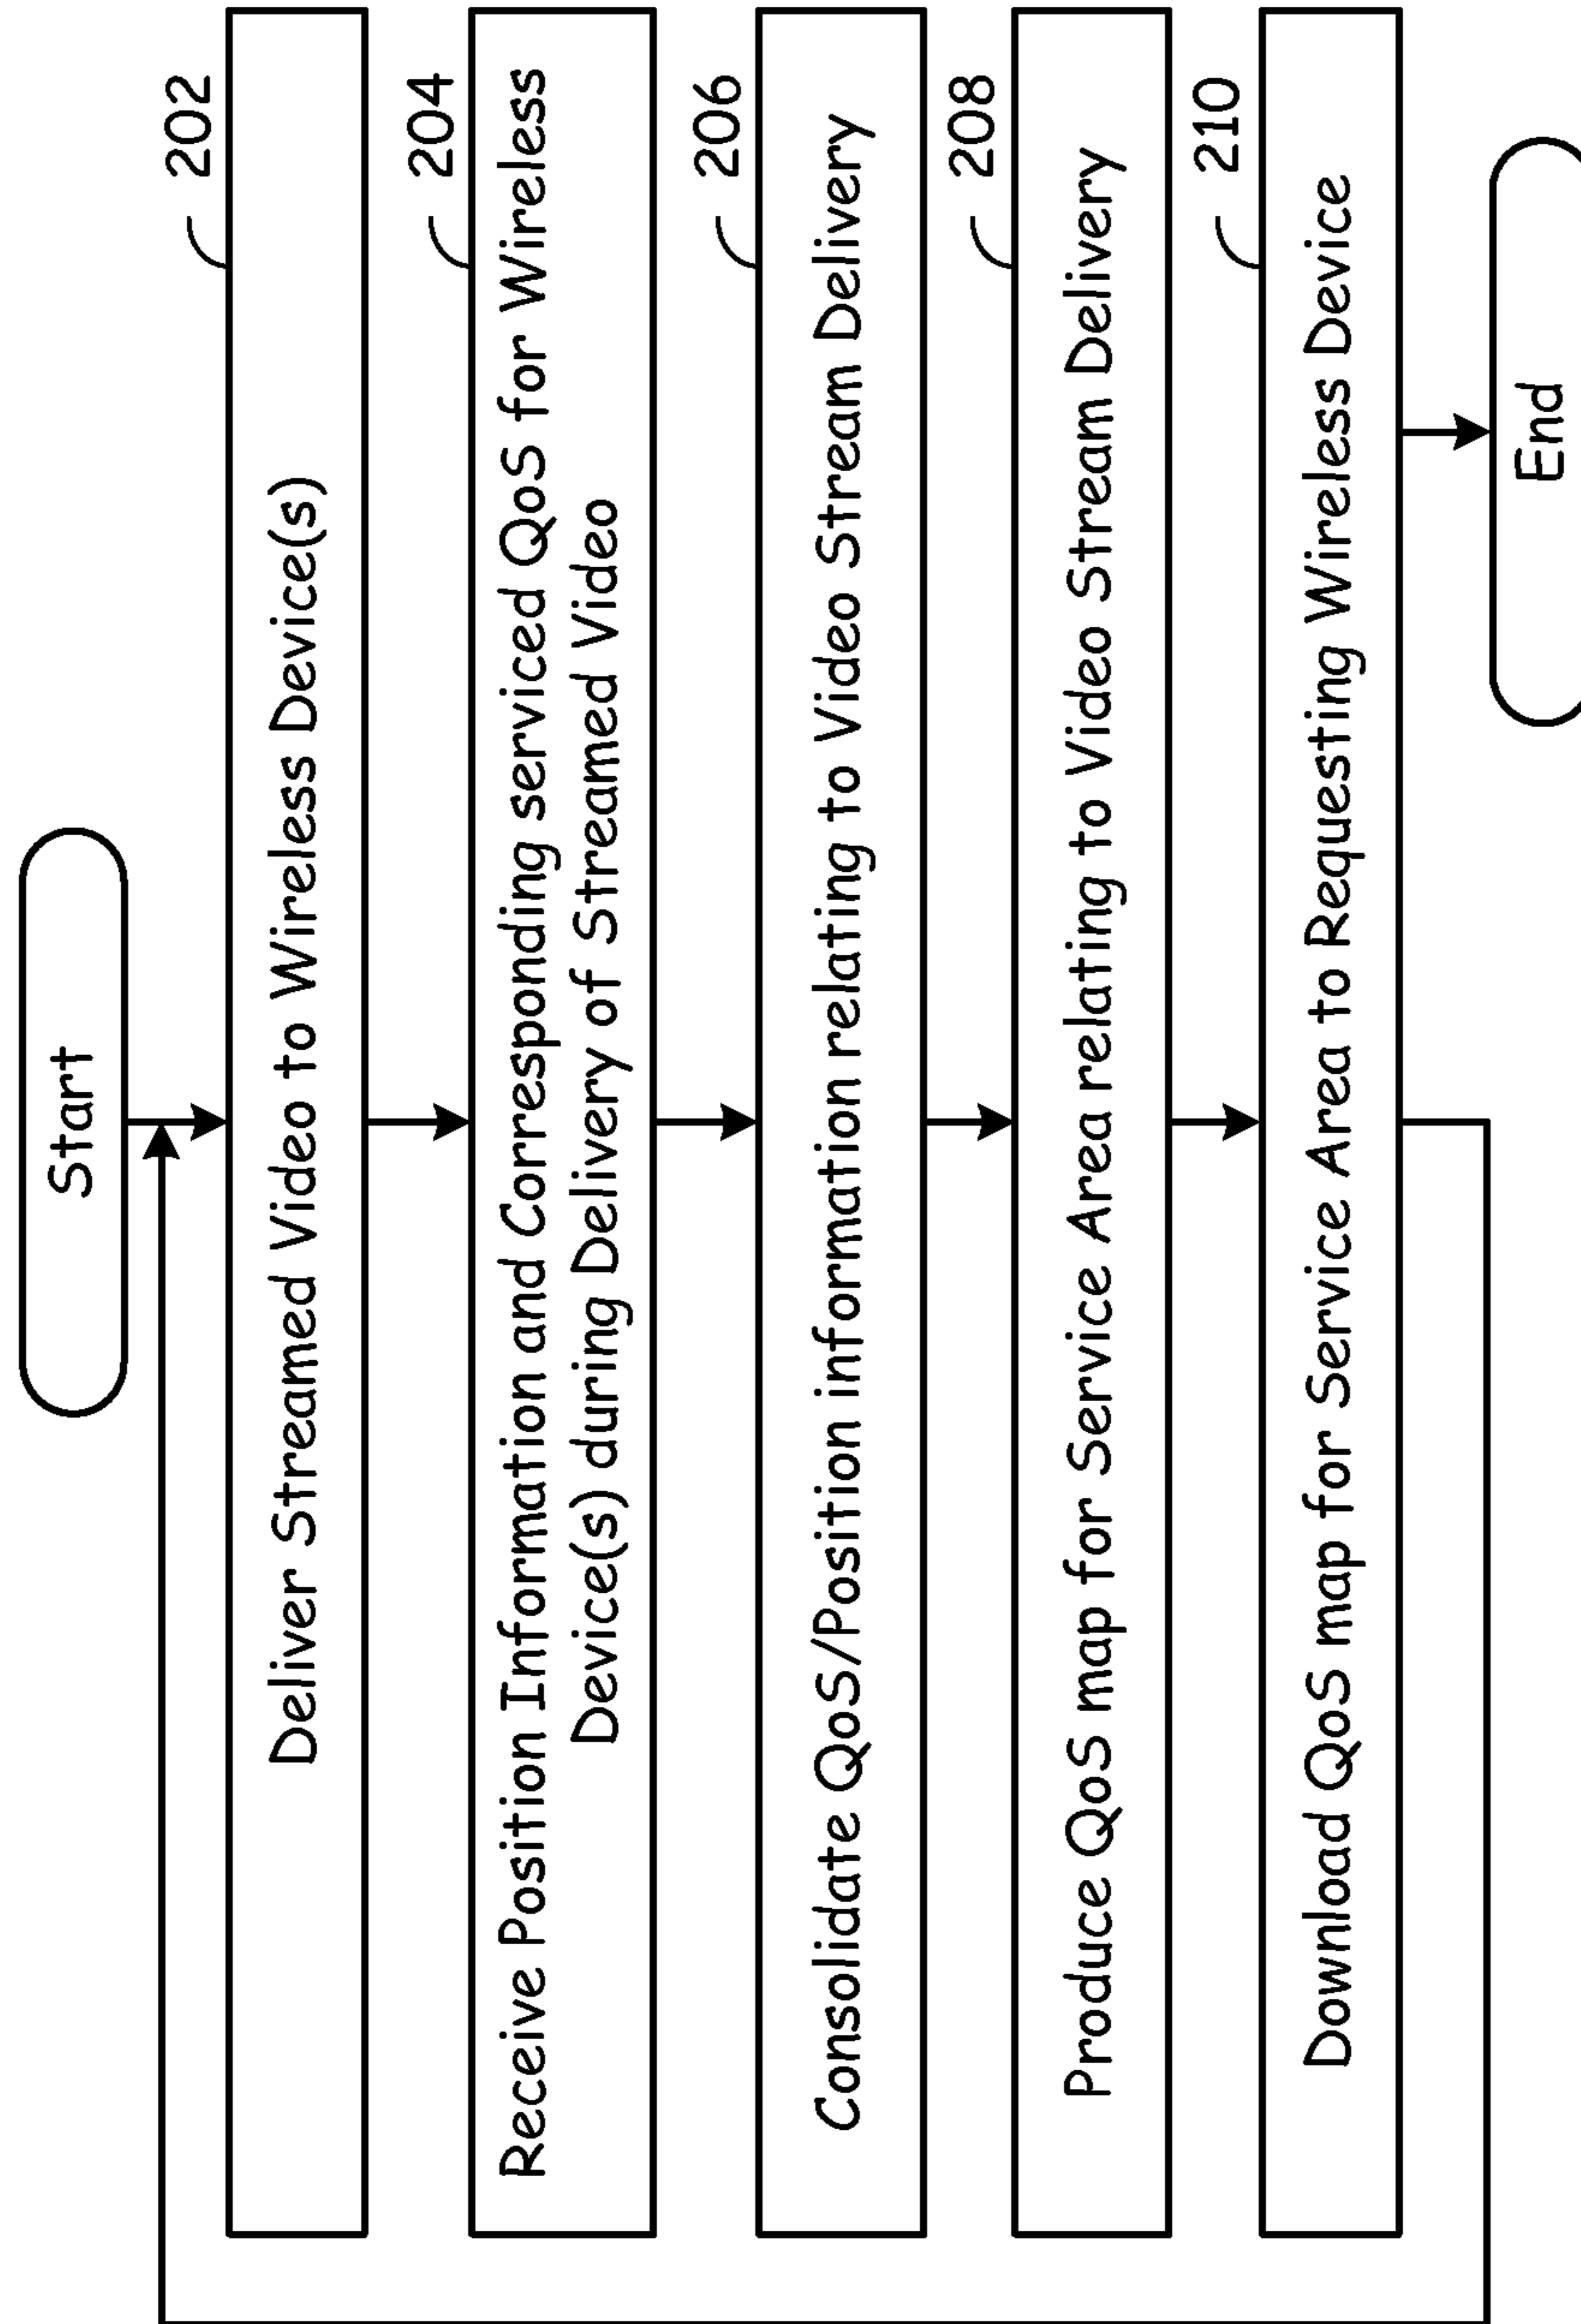 Start
202
Deliver Streamed Video to Wireless Device(s)
204
Receive Position Information and Corresponding serviced QoS for Wireless
Device(s) during Delivery of Streamed Video
206
Consolidate QoS/Position information relating to Video Stream Delivery
208
Produce QoS map for Service Area relating to Video Stream Delivery
210
Download QoS map for Service Area to Requesting Wireless Device
End